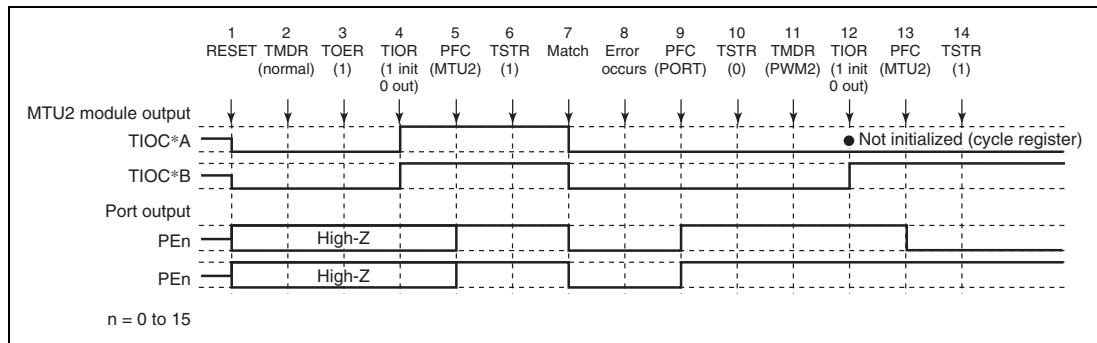 1 2 3 4 5 6 7 8 9 10 11 12 13 14
RESET TMDR TOER TIOR PFC TSTR Match Error PFC TSTR TMDR TIOR PFC TSTR
(normal) (1) (1 init (MTU2) (1) occurs (PORT) (0) (PWM2) (1 init (MTU2) (1)
0 out) 0 out)
MTU2 module output
TIOC*A ● Not initialized (cycle register)
TIOC*B
Port output
PEn High-Z
PEn High-Z
n = 0 to 15